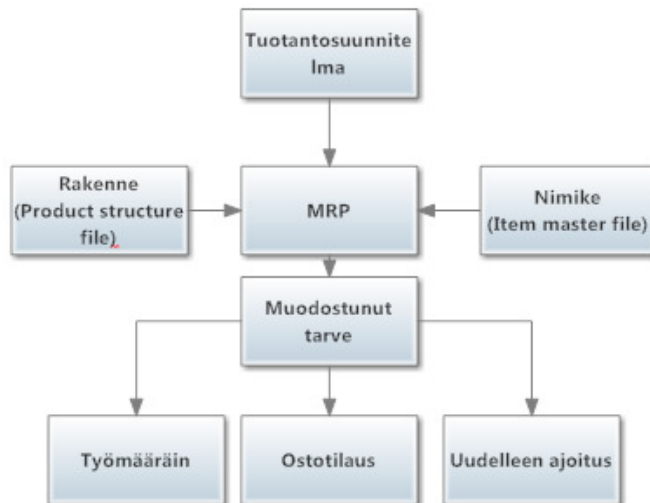 Tuotantosuunnite
lma
Rakenne
(Product structure
file)
MRP
Nimike
(Item master file)
Muodostunut
tarve
Työmääräin
Ostotilaus
Uudelleen ajoitus